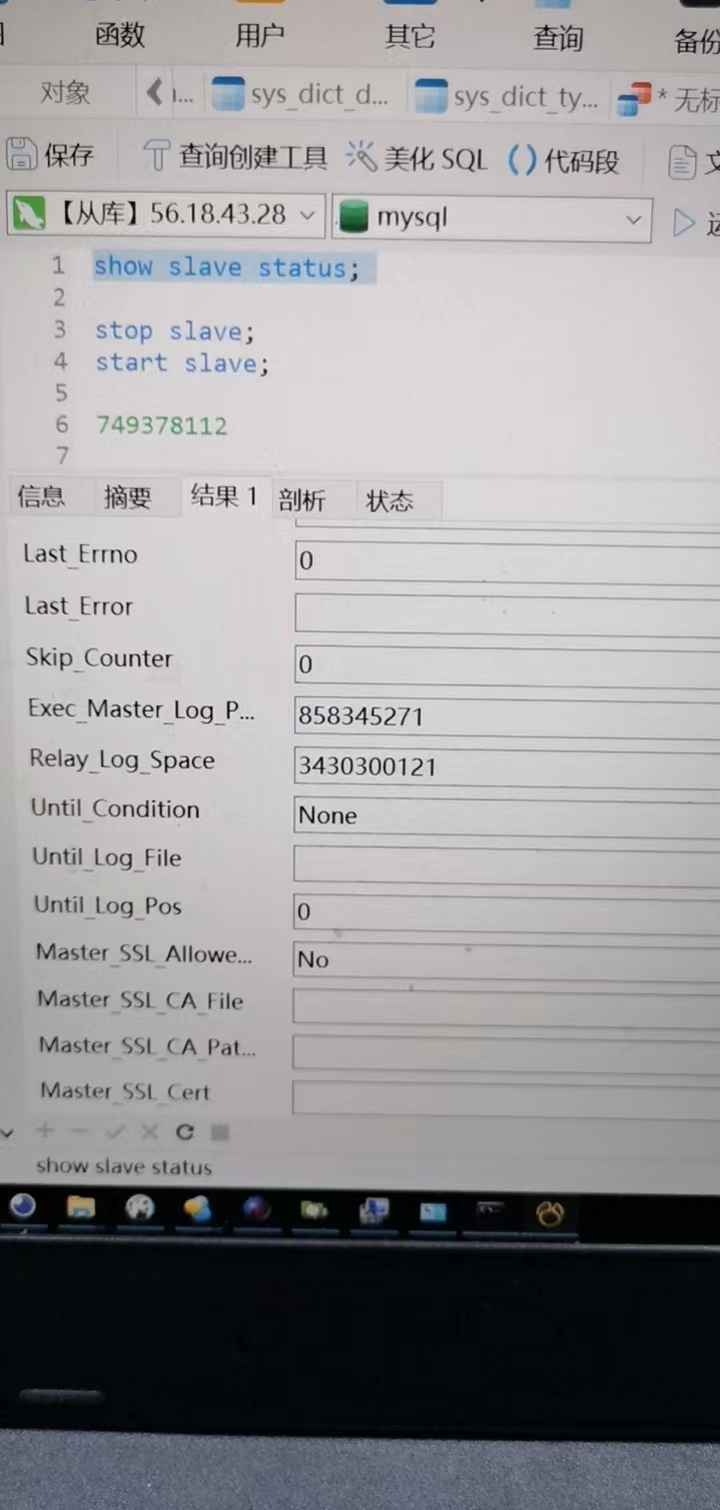 函数 用户 其它 查询 备份
对象 sys_dict_d... sys_dict_ty... * 无标
保存 查询创建工具 美化 SQL () 代码段
【从库】56.18.43.28 mysql
1 show slave status;
2
3 stop slave;
4 start slave;
5
6 749378112
7
信息 摘要 结果 1 剖析 状态
Last_Errno 0
Last_Error
Skip_Counter 0
Exec_Master_Log_P... 858345271
Relay_Log_Space 3430300121
Until_Condition None
Until_Log_File
Until_Log_Pos 0
Master_SSL_Allowe... No
Master_SSL_CA_File
Master_SSL_CA_Pat...
Master_SSL_Cert
show slave status